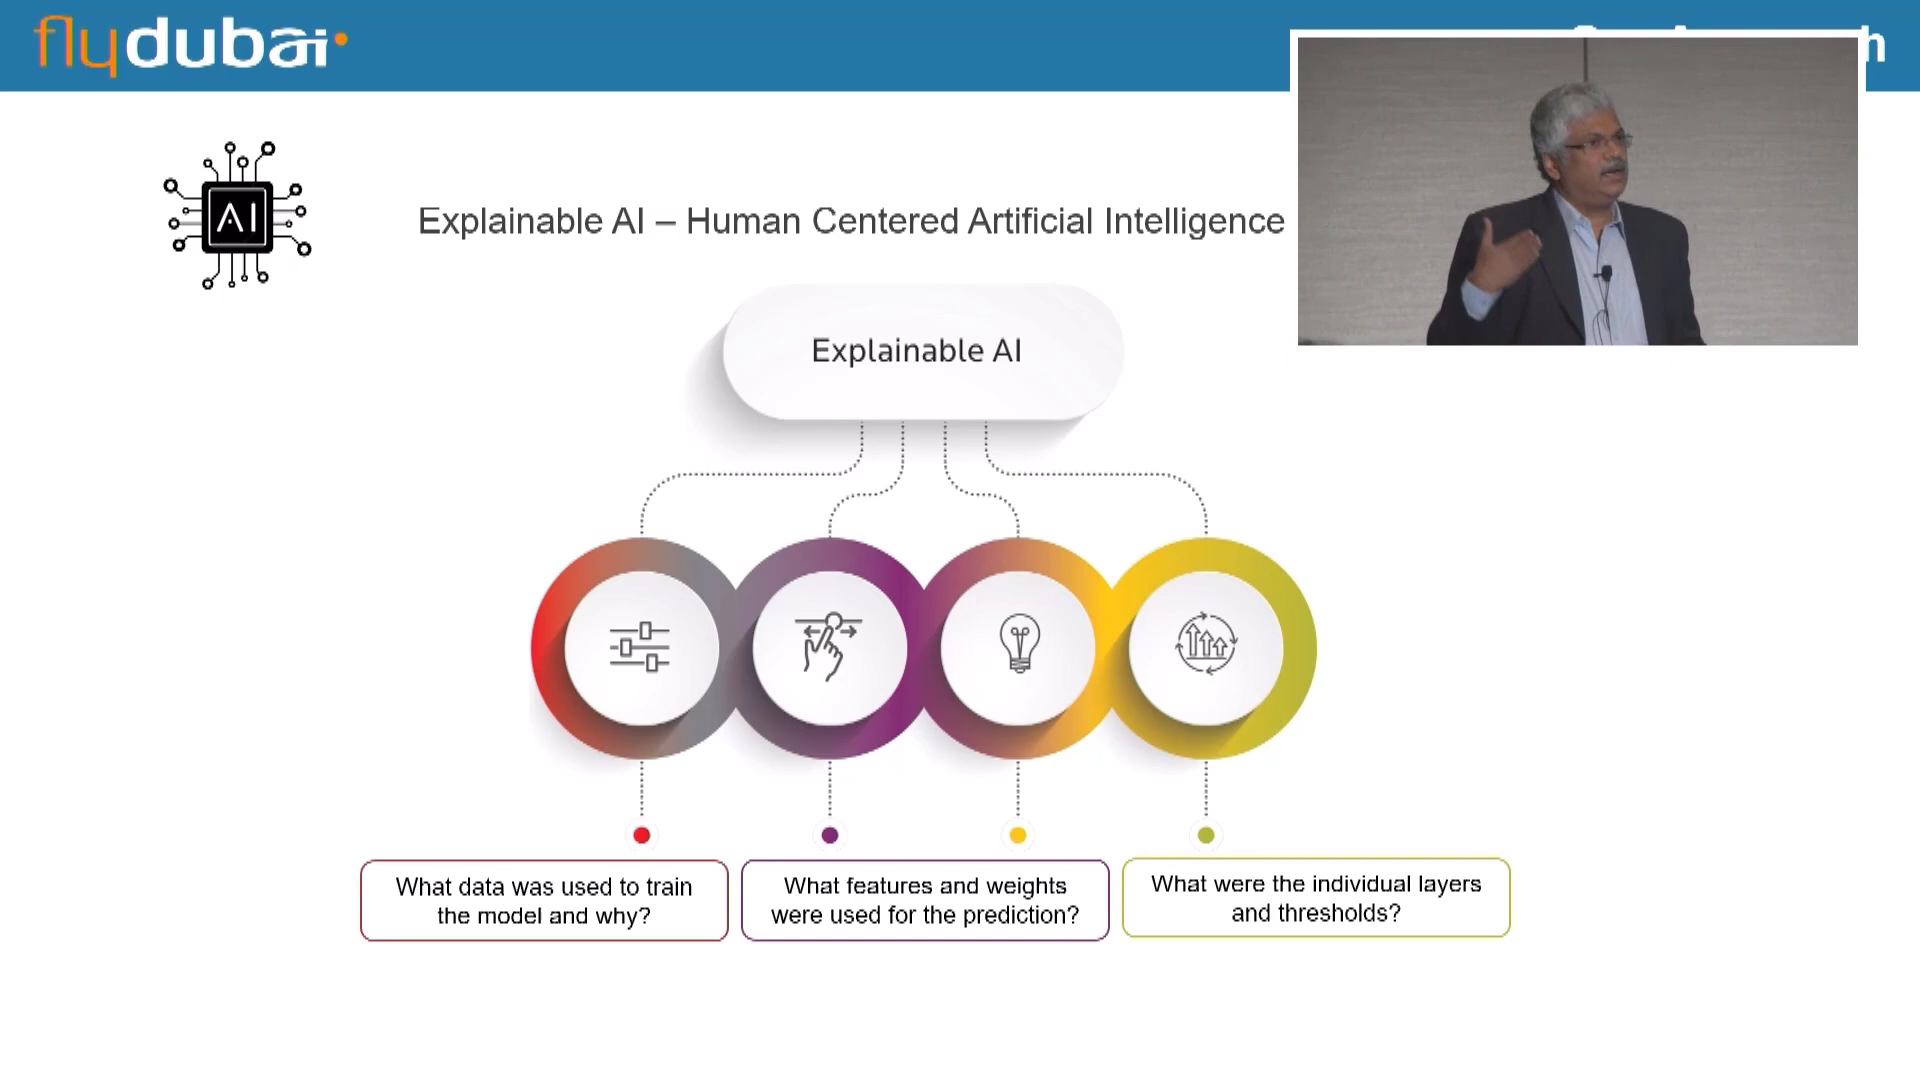 flydubai
AI
Explainable AI – Human Centered Artificial Intelligence
Explainable AI
What data was used to train
the model and why?
What features and weights
were used for the prediction?
What were the individual layers
and thresholds?